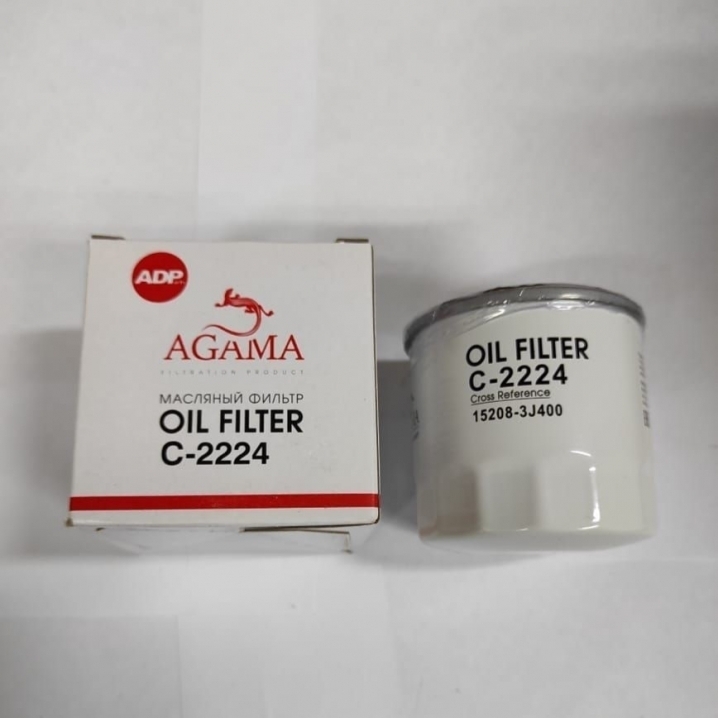 ADP
AGAMA
FILTRATION PRODUCT
МАСЛЯНЫЙ ФИЛЬТР
OIL FILTER
C-2224
OIL FILTER
C-2224
Cross Reference
15208-3J400